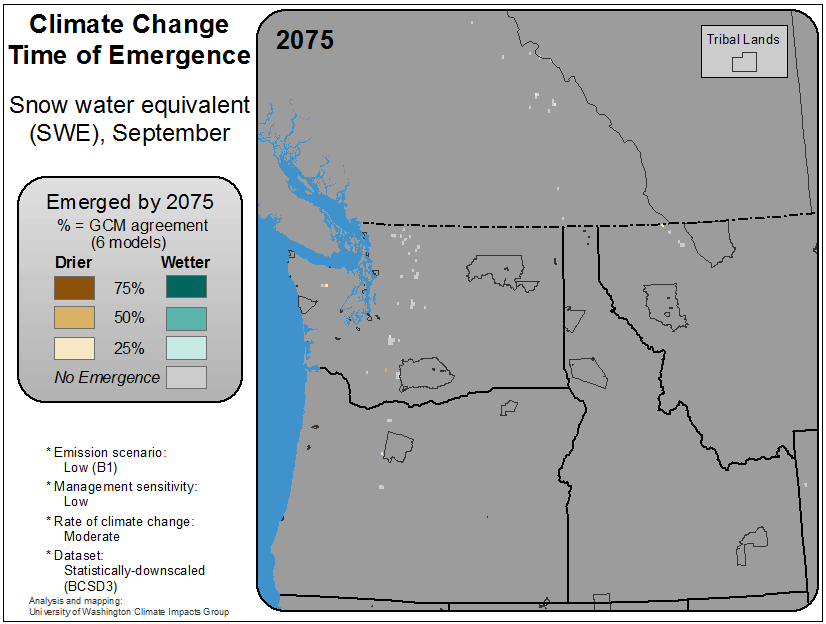 Climate Change
Time of Emergence
Snow water equivalent
(SWE), September
Emerged by 2075
% = GCM agreement
(6 models)
Drier Wetter
75%
50%
25%
No Emergence
* Emission scenario:
Low (B1)
* Management sensitivity:
Low
* Rate of climate change:
Moderate
* Dataset:
Statistically-downscaled
(BCSD3)
Analysis and mapping:
University of Washington Climate Impacts Group
2075
Tribal Lands